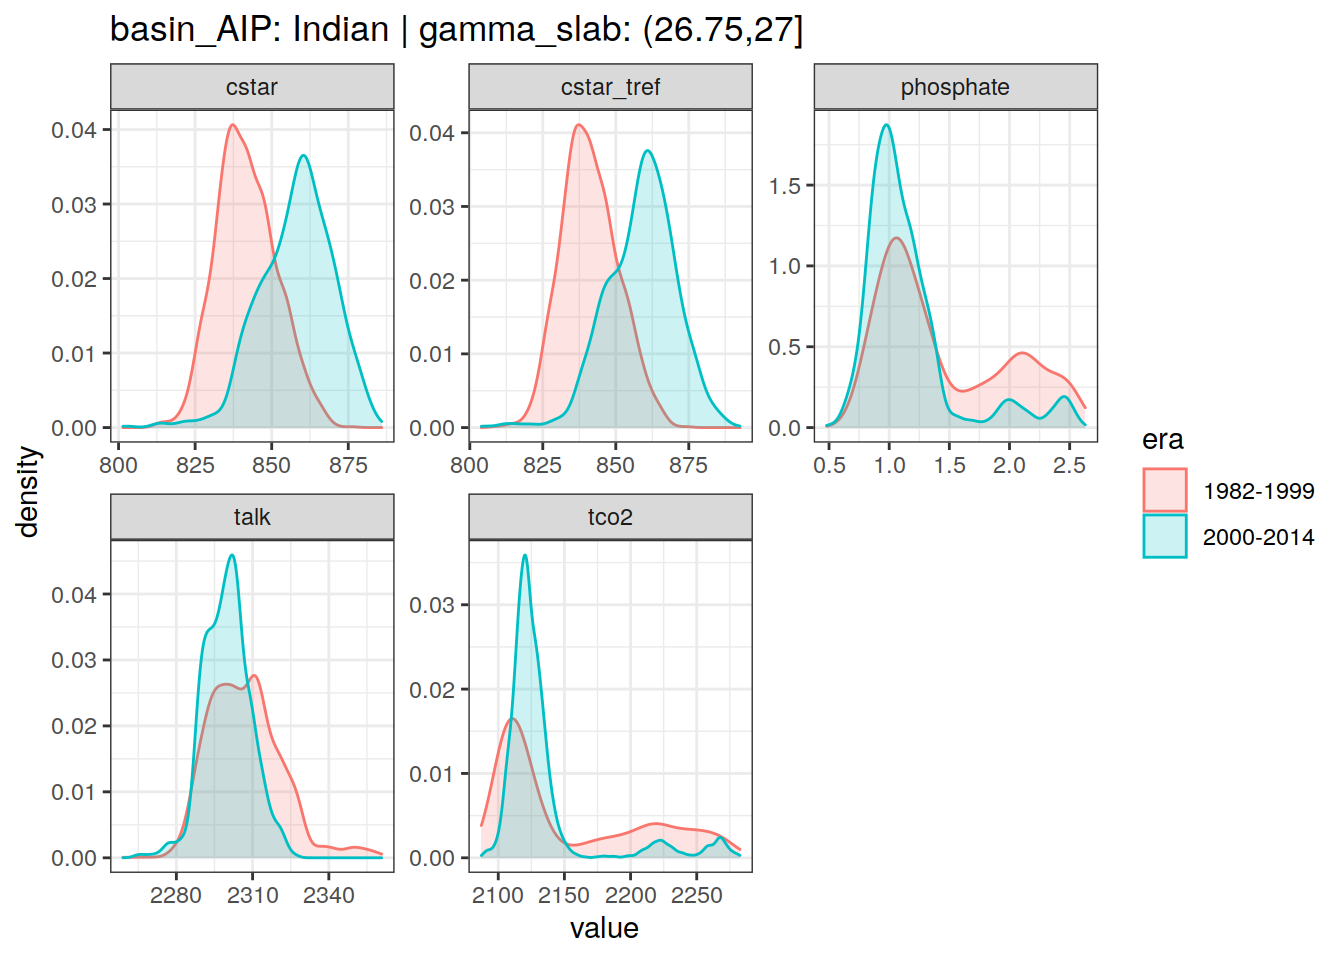 basin_AIP: Indian | gamma_slab: (26.75,27]
cstar
cstar_tref
phosphate
0.04
0.03
0.02
0.01
0.00
0.04
0.03
0.02
0.01
0.00
1.5
1.0
0.5
0.0
800 825 850 875
800 825 850 875
0.5 1.0 1.5 2.0 2.5
density
talk
tco2
0.04
0.03
0.02
0.01
0.00
0.03
0.02
0.01
0.00
2280 2310 2340
2100 2150 2200 2250
value
era
1982-1999
2000-2014